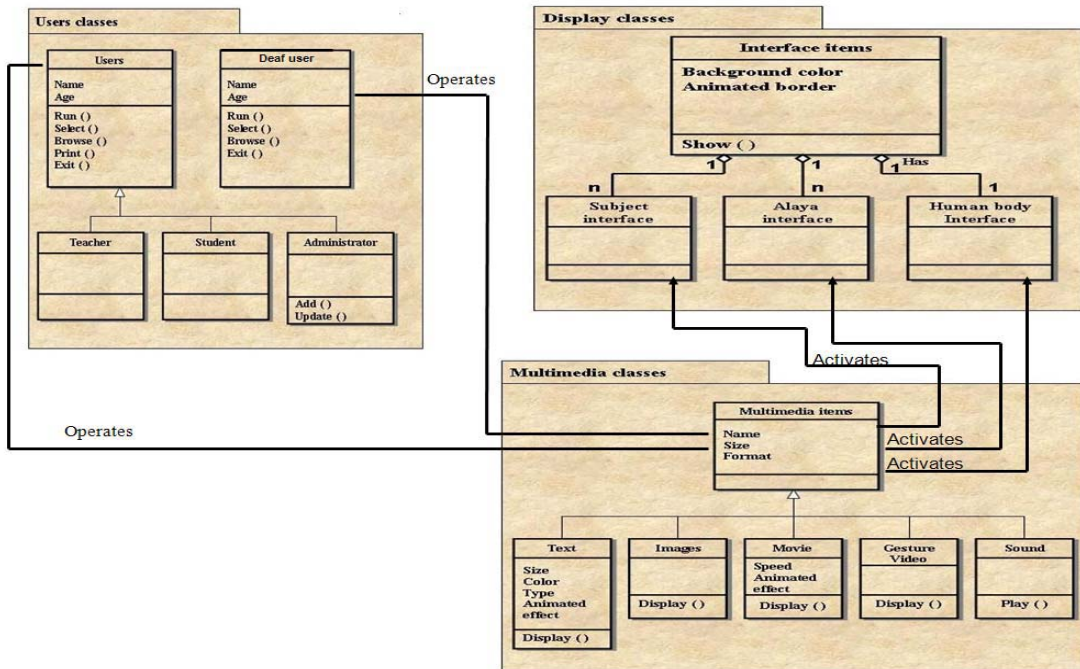 Users classes
Users
Name
Age
Run ( )
Select ( )
Browse ( )
Print ( )
Exit ( )
Deaf user
Name
Age
Run ( )
Select ( )
Browse ( )
Exit ( )
Teacher
Student
Administrator
Add ( )
Update ( )
Operates
Operates
Display classes
Interface items
Background color
Animated border
Show ( )
1
1
1
Has
n
n
1
Subject
interface
Alaya
interface
Human body
Interface
Activates
Activates
Activates
Multimedia classes
Multimedia items
Name
Size
Format
Text
Size
Color
Type
Animated
effect
Display ( )
Images
Display ( )
Movie
Speed
Animated
effect
Display ( )
Gesture
Video
Display ( )
Sound
Play ( )